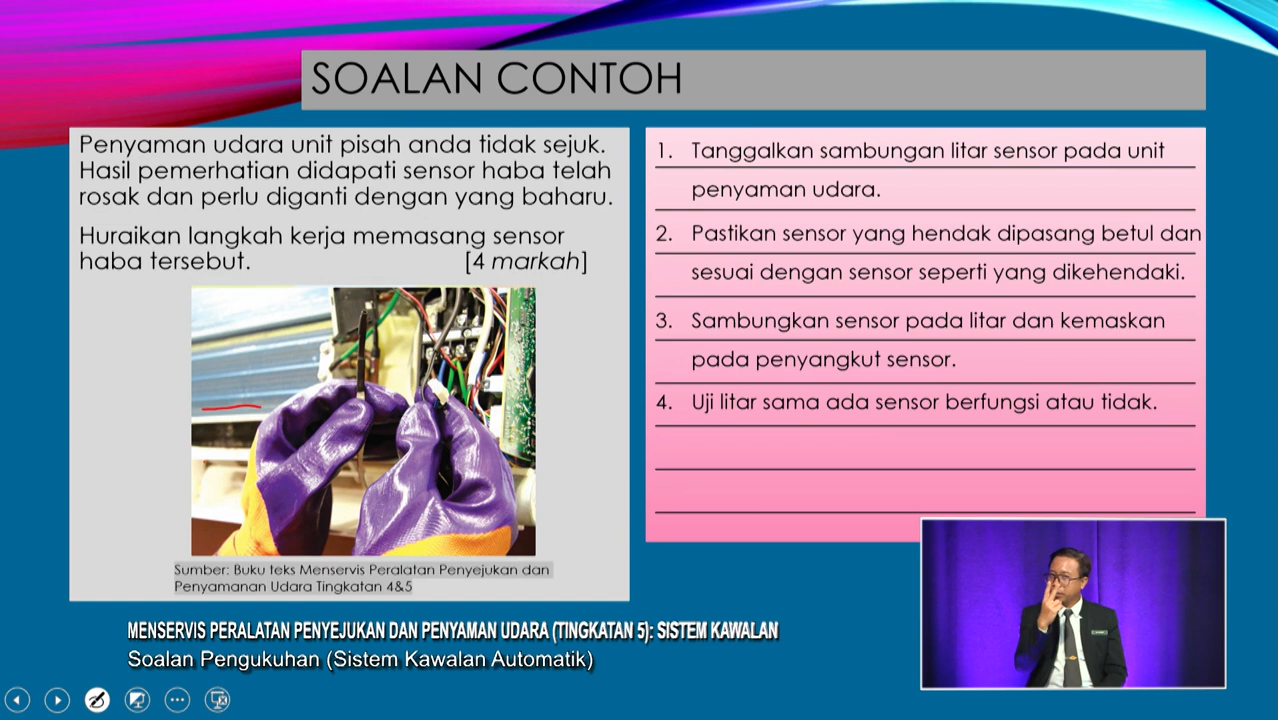 SOALAN CONTOH
Penyaman udara unit pisah anda tidak sejuk.
Hasil pemerhatian didapati sensor haba telah
rosak dan perlu diganti dengan yang baharu.
Huraikan langkah kerja memasang sensor
haba tersebut. [4 markah]
Sumber: Buku teks Menservis Peralatan Penyejukan dan
Penyamanan Udara Tingkatan 4&5
1. Tanggalkan sambungan litar sensor pada unit
penyaman udara.
2. Pastikan sensor yang hendak dipasang betul dan
sesuai dengan sensor seperti yang dikehendaki.
3. Sambungkan sensor pada litar dan kemaskan
pada penyangkut sensor.
4. Uji litar sama ada sensor berfungsi atau tidak.
MENSERVIS PERALATAN PENYEJUKAN DAN PENYAMAN UDARA (TINGKATAN 5): SISTEM KAWALAN
Soalan Pengukuhan (Sistem Kawalan Automatik)